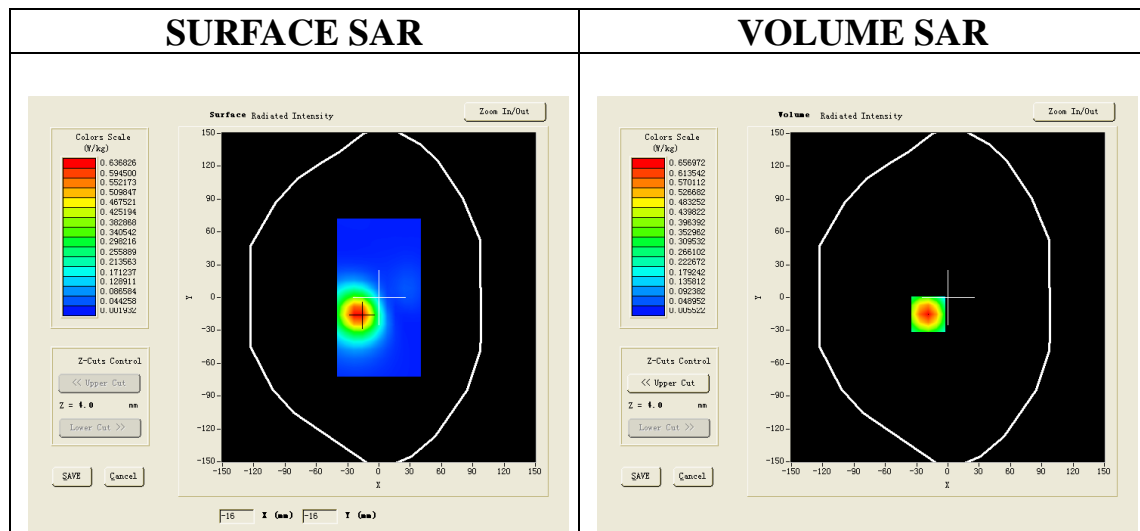 SURFACE SAR
VOLUME SAR
Surface Radiated Intensity
Zoom In/Out
Colors Scale
(W/kg)
0.636826
0.594500
0.552173
0.509847
0.467521
0.425194
0.382868
0.340542
0.298216
0.255889
0.213563
0.171237
0.128911
0.086584
0.044258
0.001932
150
120
90
60
30
0
-30
-60
-90
-120
-150
Y
-150 -120 -90 -60 -30 0 30 60 90 120 150
X
Z-Cuts Control
<< Upper Cut
Z = 4.0 mm
Lower Cut >>
SAVE Cancel
-16 X (mm) -16 Y (mm)
Volume Radiated Intensity
Zoom In/Out
Colors Scale
(W/kg)
0.656972
0.613542
0.570112
0.526682
0.483252
0.439822
0.396392
0.352962
0.309532
0.266102
0.222672
0.179242
0.135812
0.092382
0.048952
0.005522
150
120
90
60
30
0
-30
-60
-90
-120
-150
Y
-150 -120 -90 -60 -30 0 30 60 90 120 150
X
Z-Cuts Control
<< Upper Cut
Z = 4.0 mm
Lower Cut >>
SAVE Cancel